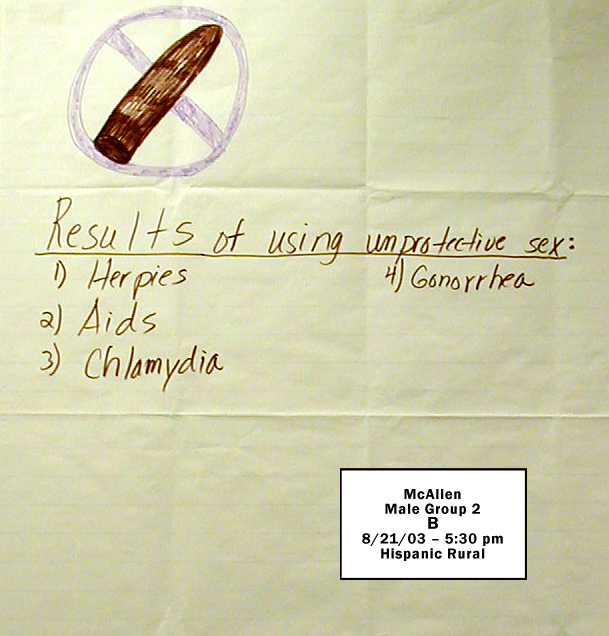 Results of using unprotective sex:
1) Herpies
2) Aids
3) Chlamydia
4) Gonorrhea
McAllen
Male Group 2
B
8/21/03 – 5:30 pm
Hispanic Rural